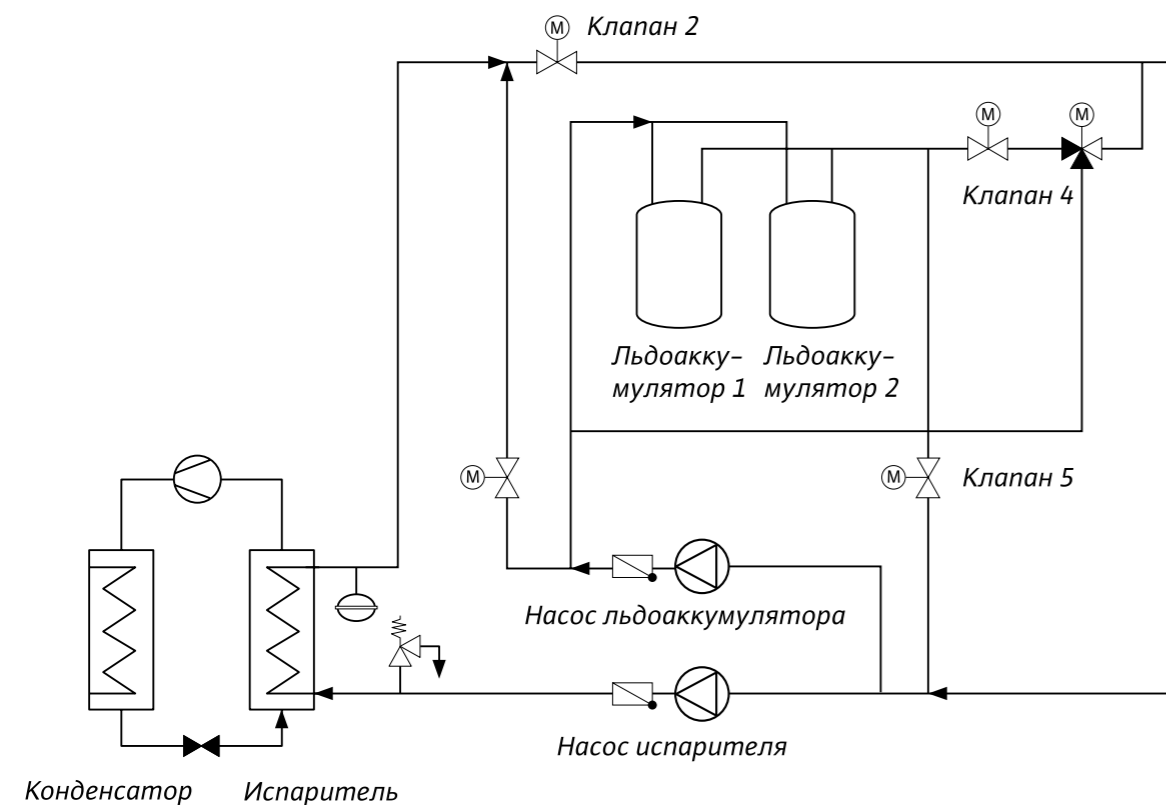 M
Клапан 2
M
M
Клапан 4
Льдоакку-
мулятор 1
Льдоакку-
мулятор 2
M
M
Клапан 5
Насос льдоаккумулятора
Насос испарителя
Конденсатор
Испаритель